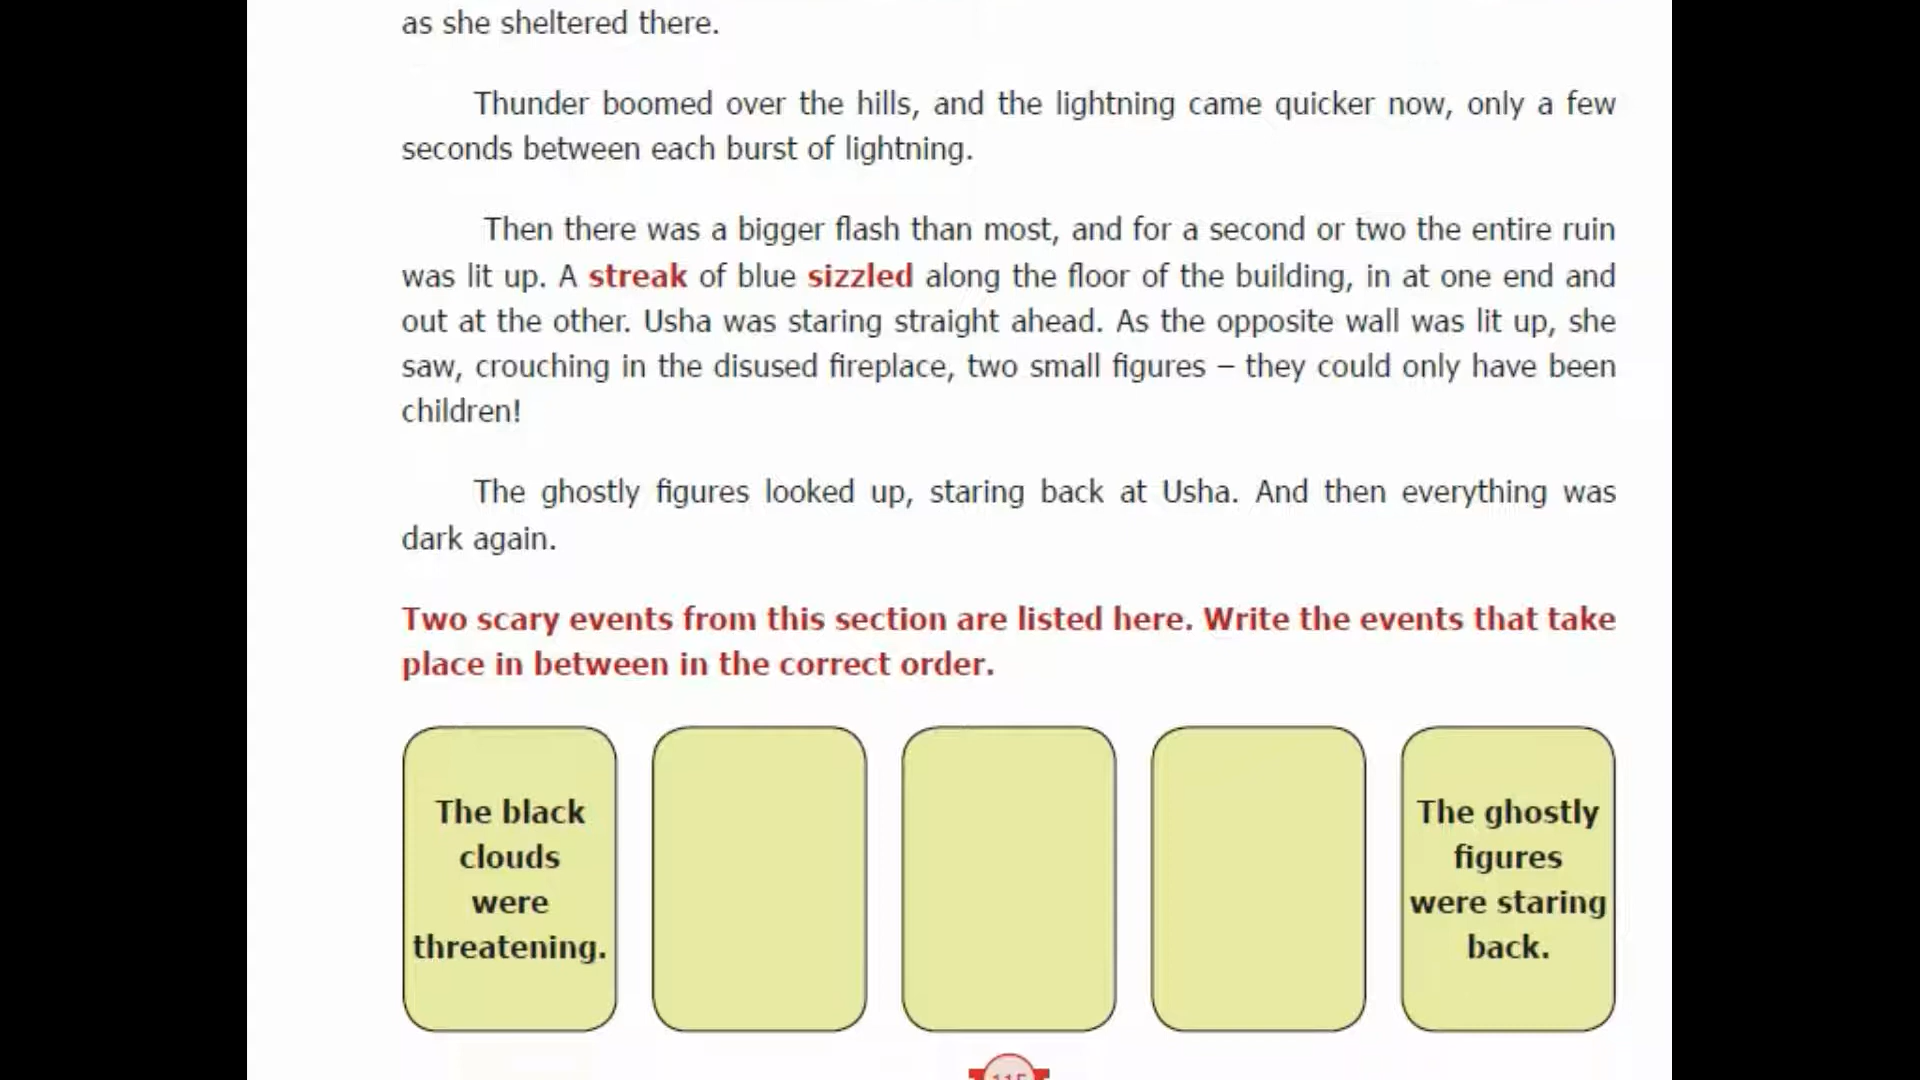 as she sheltered there.
Thunder boomed over the hills, and the lightning came quicker now, only a few
seconds between each burst of lightning.
Then there was a bigger flash than most, and for a second or two the entire ruin
was lit up. A streak of blue sizzled along the floor of the building, in at one end and
out at the other. Usha was staring straight ahead. As the opposite wall was lit up, she
saw, crouching in the disused fireplace, two small figures – they could only have been
children!
The ghostly figures looked up, staring back at Usha. And then everything was
dark again.
Two scary events from this section are listed here. Write the events that take
place in between in the correct order.
The black
clouds
were
threatening.
The ghostly
figures
were staring
back.
115